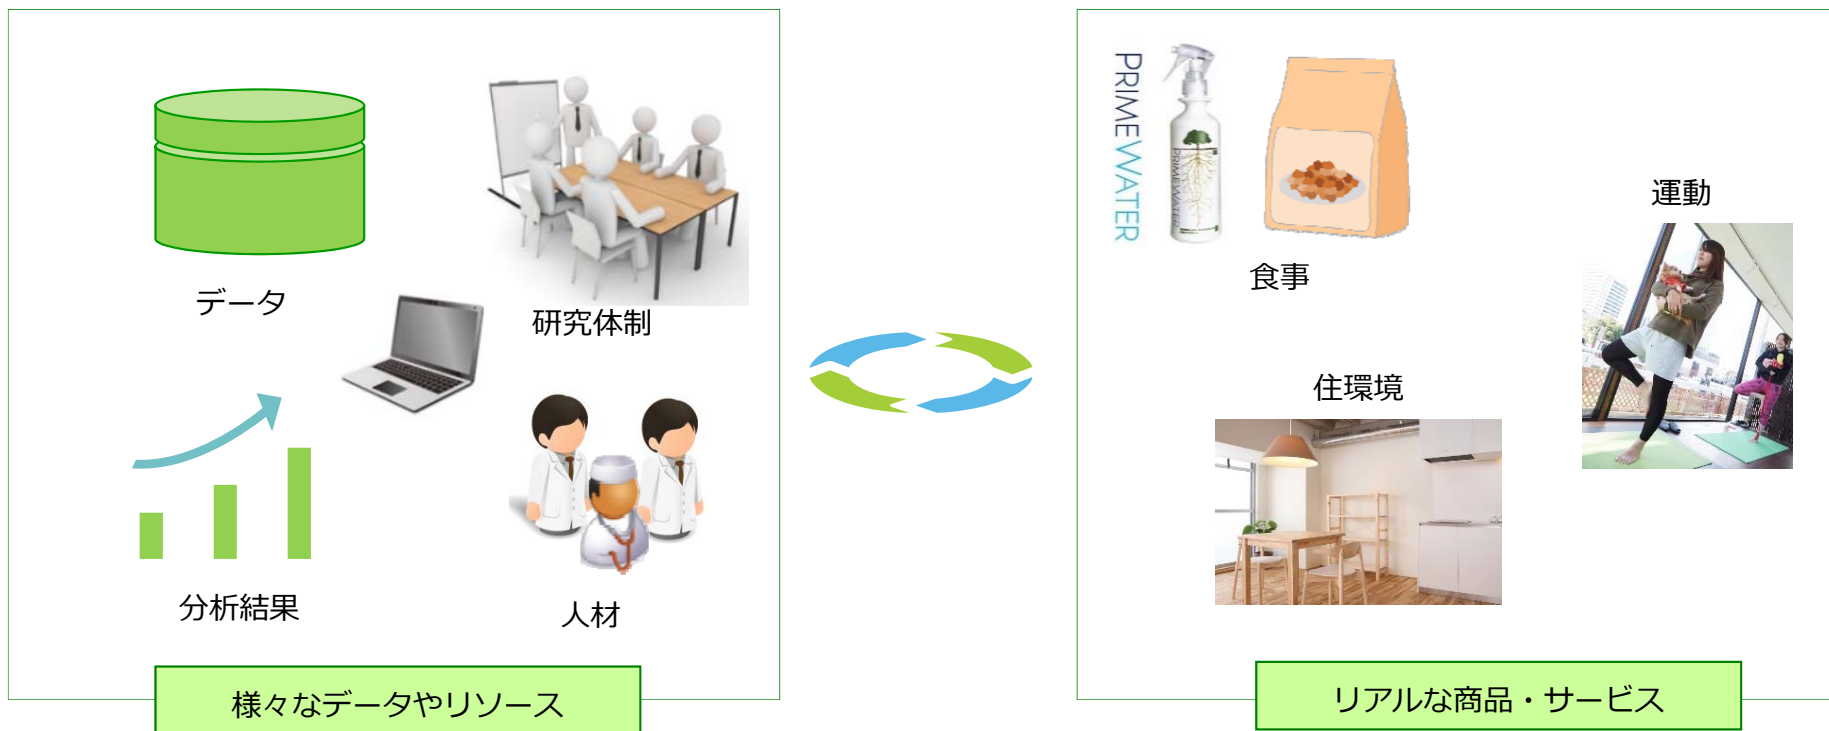 データ
研究体制
分析結果
人材
様々なデータやリソース
PRIMEWATER
PRIMEWATER
食事
運動
住環境
リアルな商品・サービス